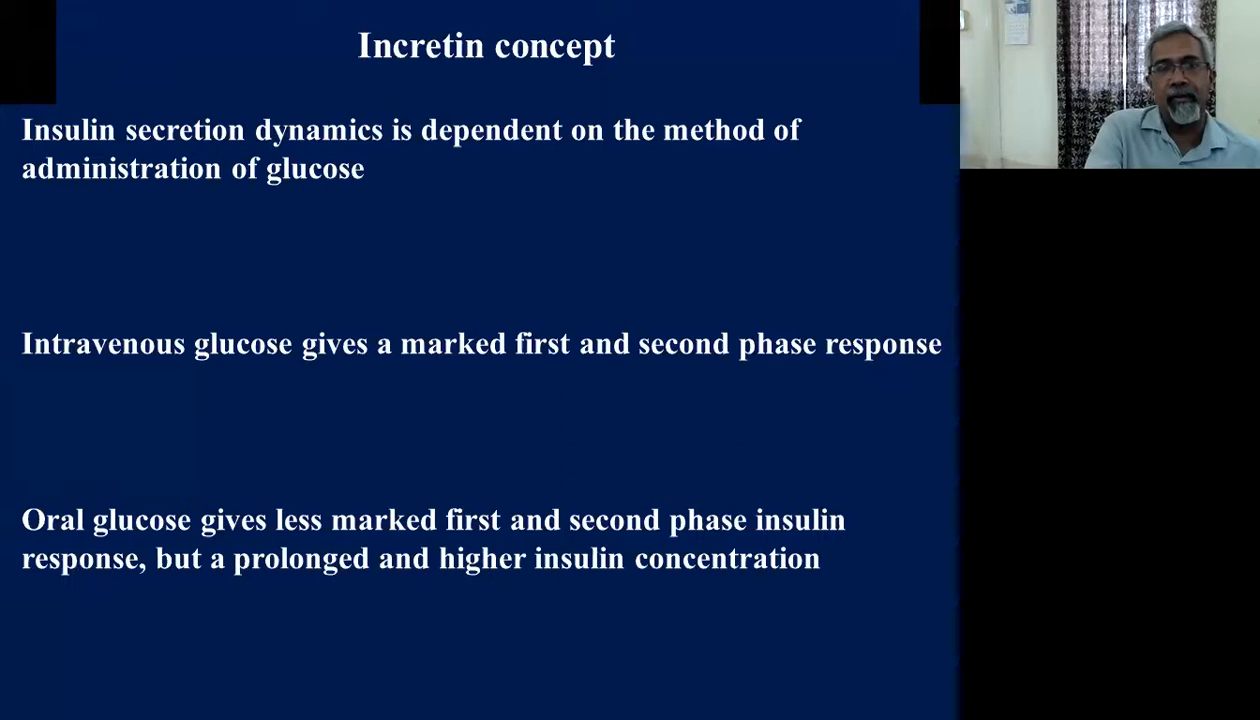 Incretin concept
Insulin secretion dynamics is dependent on the method of
administration of glucose
Intravenous glucose gives a marked first and second phase response
Oral glucose gives less marked first and second phase insulin
response, but a prolonged and higher insulin concentration